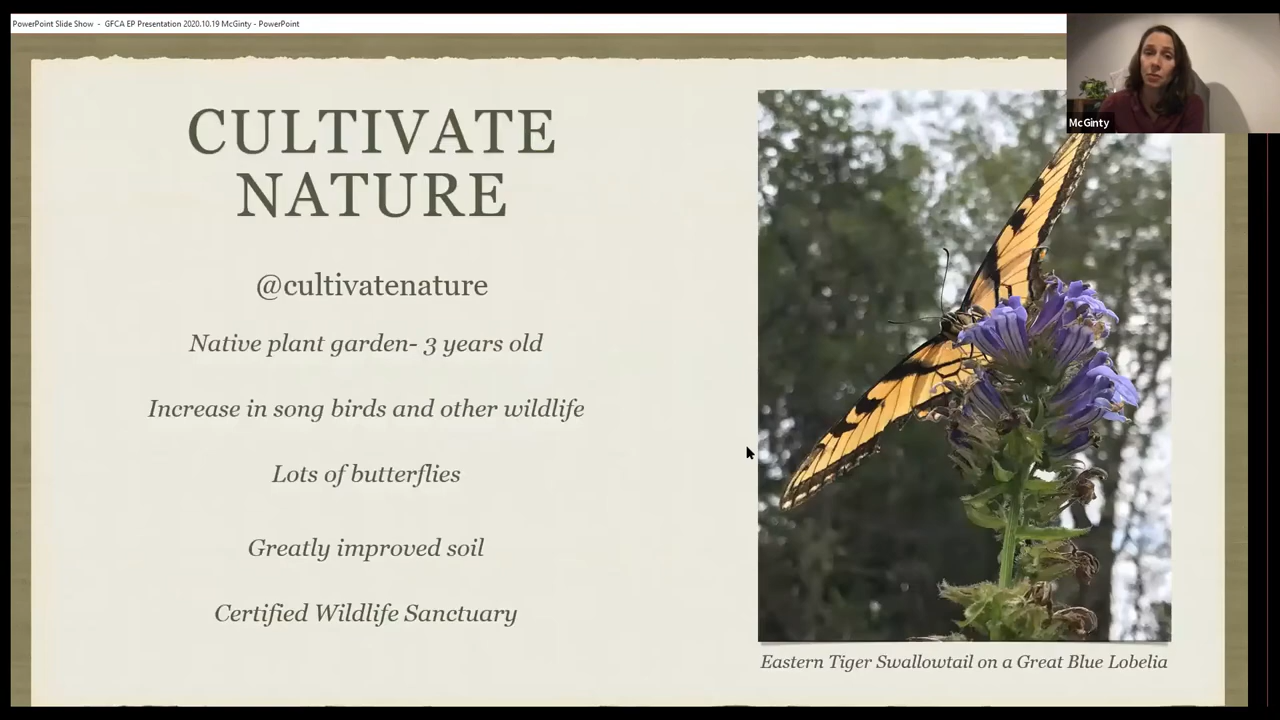 PowerPoint Slide Show - GFCA EP Presentation 2020.10.19 McGinty - PowerPoint
McGinty
CULTIVATE
NATURE
@cultivatenature
Native plant garden- 3 years old
Increase in song birds and other wildlife
Lots of butterflies
Greatly improved soil
Certified Wildlife Sanctuary
Eastern Tiger Swallowtail on a Great Blue Lobelia